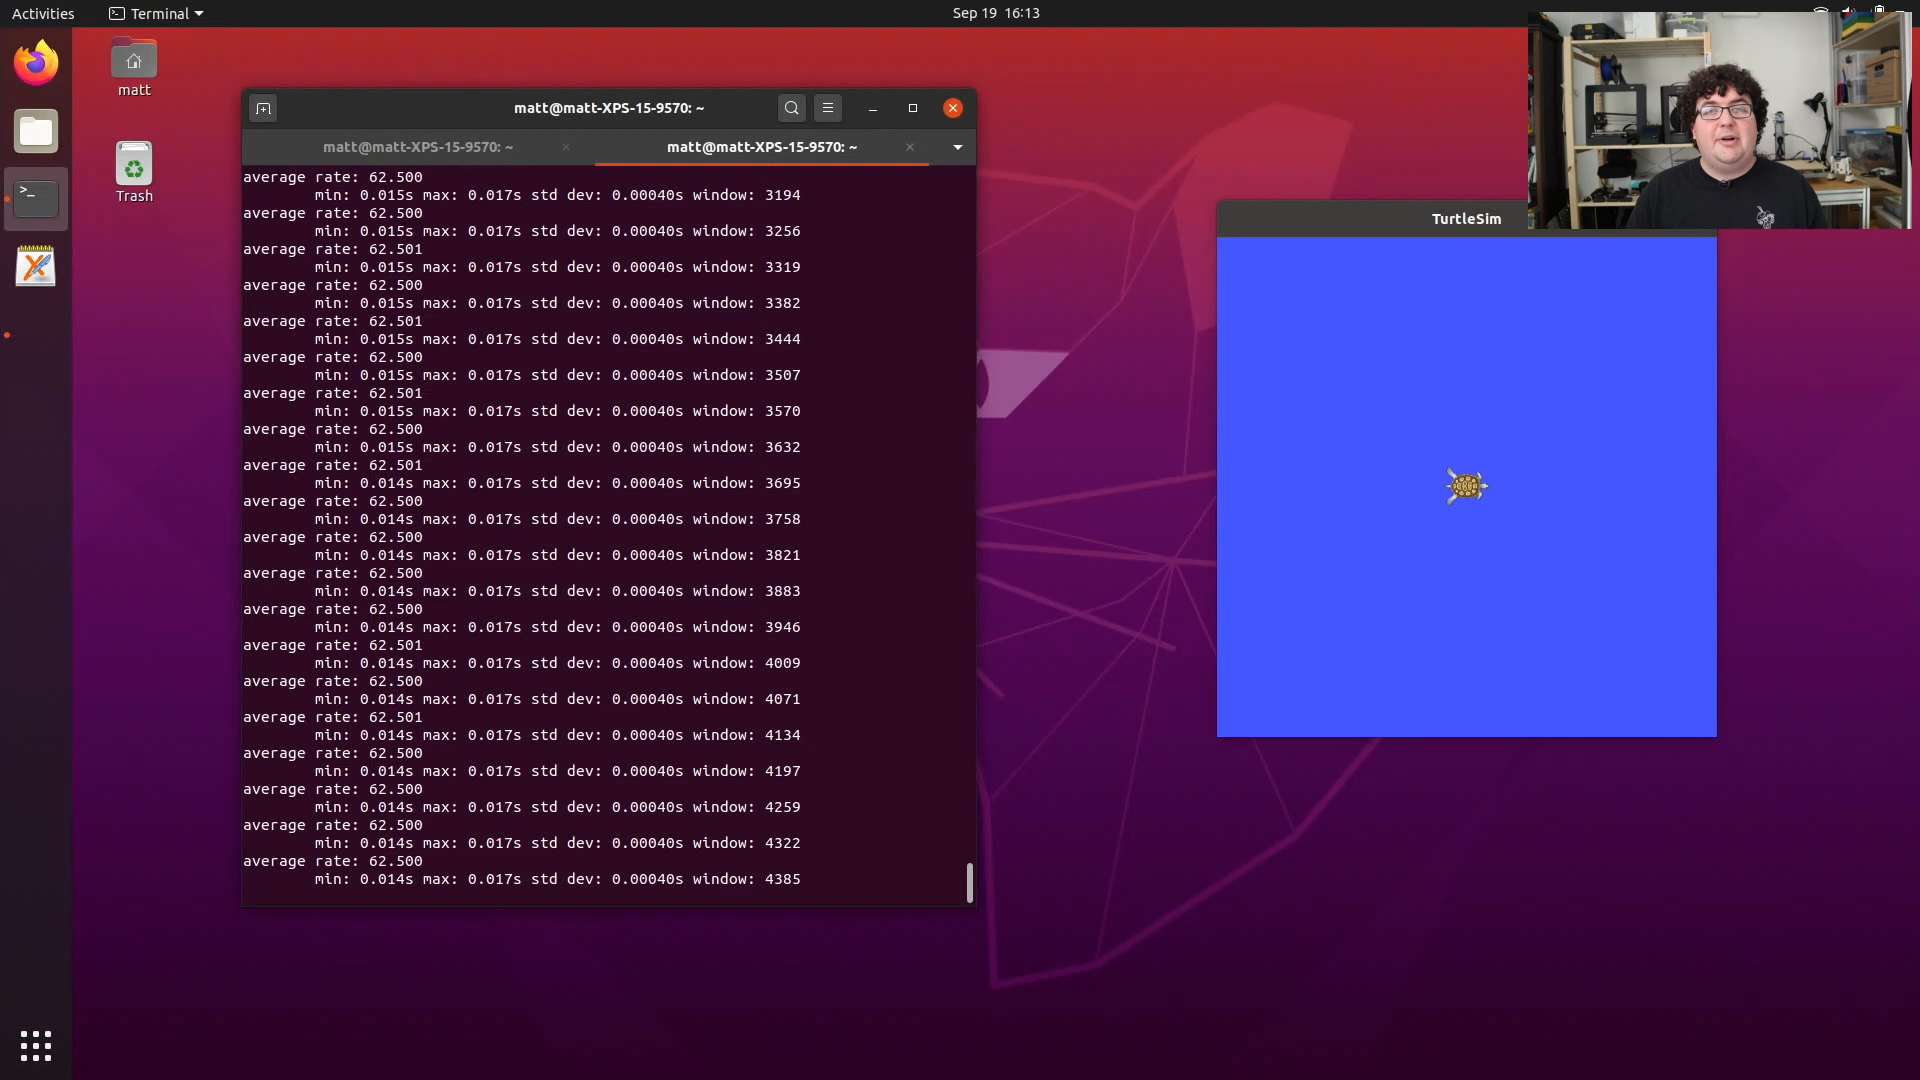 Activities
Terminal
Sep 19 16:13
matt
Trash
matt@matt-XPS-15-9570: ~
matt@matt-XPS-15-9570: ~
matt@matt-XPS-15-9570: ~
average rate: 62.500
min: 0.015s max: 0.017s std dev: 0.00040s window: 3194
average rate: 62.500
min: 0.015s max: 0.017s std dev: 0.00040s window: 3256
average rate: 62.501
min: 0.015s max: 0.017s std dev: 0.00040s window: 3319
average rate: 62.500
min: 0.015s max: 0.017s std dev: 0.00040s window: 3382
average rate: 62.501
min: 0.015s max: 0.017s std dev: 0.00040s window: 3444
average rate: 62.500
min: 0.015s max: 0.017s std dev: 0.00040s window: 3507
average rate: 62.501
min: 0.015s max: 0.017s std dev: 0.00040s window: 3570
average rate: 62.500
min: 0.015s max: 0.017s std dev: 0.00040s window: 3632
average rate: 62.501
min: 0.014s max: 0.017s std dev: 0.00040s window: 3695
average rate: 62.500
min: 0.014s max: 0.017s std dev: 0.00040s window: 3758
average rate: 62.500
min: 0.014s max: 0.017s std dev: 0.00040s window: 3821
average rate: 62.500
min: 0.014s max: 0.017s std dev: 0.00040s window: 3883
average rate: 62.500
min: 0.014s max: 0.017s std dev: 0.00040s window: 3946
average rate: 62.501
min: 0.014s max: 0.017s std dev: 0.00040s window: 4009
average rate: 62.500
min: 0.014s max: 0.017s std dev: 0.00040s window: 4071
average rate: 62.501
min: 0.014s max: 0.017s std dev: 0.00040s window: 4134
average rate: 62.500
min: 0.014s max: 0.017s std dev: 0.00040s window: 4197
average rate: 62.500
min: 0.014s max: 0.017s std dev: 0.00040s window: 4259
average rate: 62.500
min: 0.014s max: 0.017s std dev: 0.00040s window: 4322
average rate: 62.500
min: 0.014s max: 0.017s std dev: 0.00040s window: 4385
TurtleSim